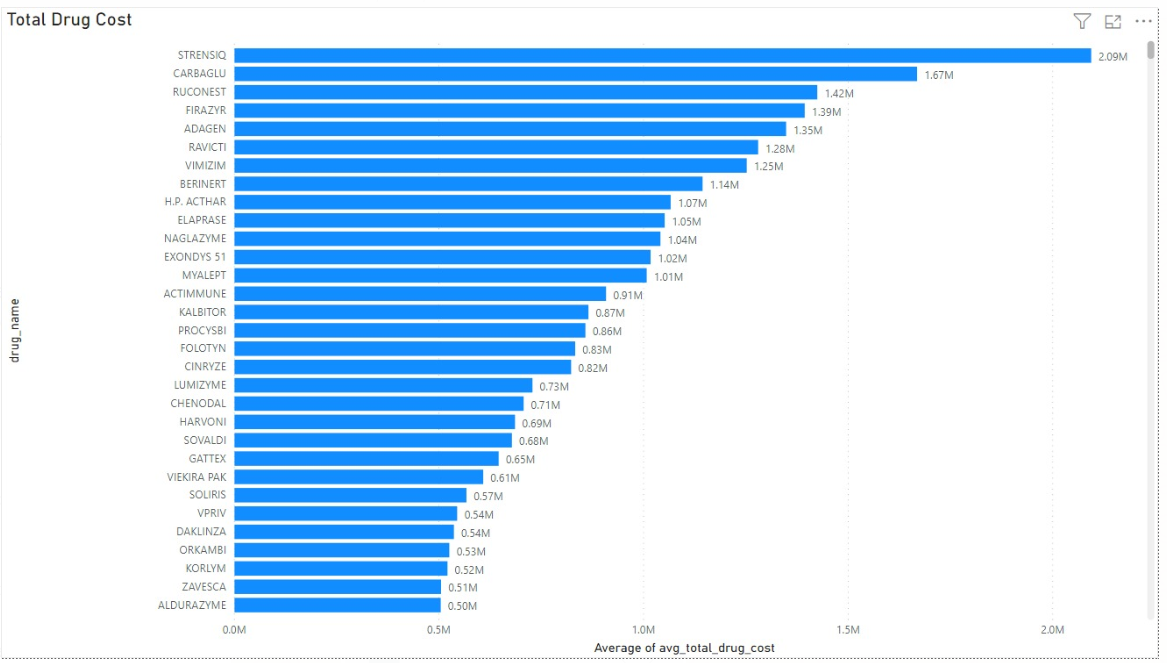 Total Drug Cost
STRENSIQ 2.09M
CARBAGLU 1.67M
RUCONEST 1.42M
FIRAZYR 1.39M
ADAGEN 1.35M
RAVICTI 1.28M
VIMIZIM 1.25M
BERINERT 1.14M
H.P. ACTHAR 1.07M
ELAPRASE 1.05M
NAGLAZYME 1.04M
EXONDYS 51 1.02M
MYALEPT 1.01M
ACTIMMUNE 0.91M
KALBITOR 0.87M
PROCYSBI 0.86M
FOLOTYN 0.83M
CINRYZE 0.82M
LUMIZYME 0.73M
CHENODAL 0.71M
HARVONI 0.69M
SOVALDI 0.68M
GATTEX 0.65M
VIEKIRA PAK 0.61M
SOLIRIS 0.57M
VPRIV 0.54M
DAKLINZA 0.54M
ORKAMBI 0.53M
KORLYM 0.52M
ZAVESCA 0.51M
ALDURAZYME 0.50M
drug_name
0.0M 0.5M 1.0M 1.5M 2.0M
Average of avg_total_drug_cost